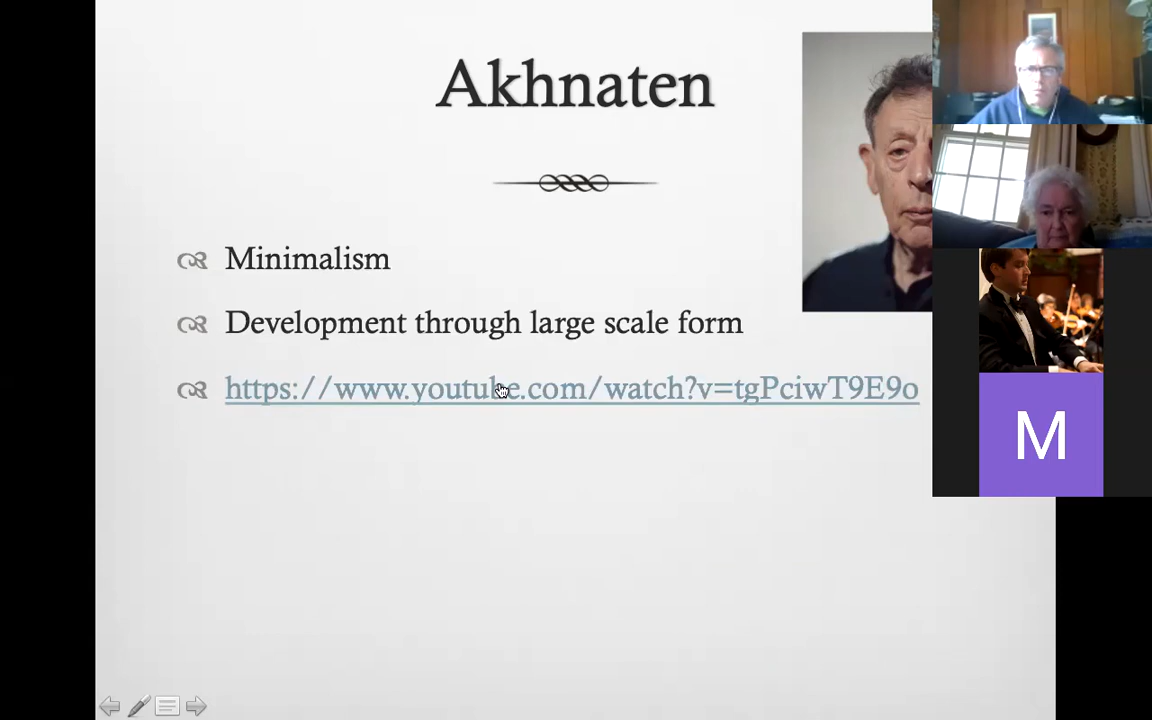 Akhnaten
Minimalism
Development through large scale form
https://www.youtube.com/watch?v=tgPciwT9E9o
M